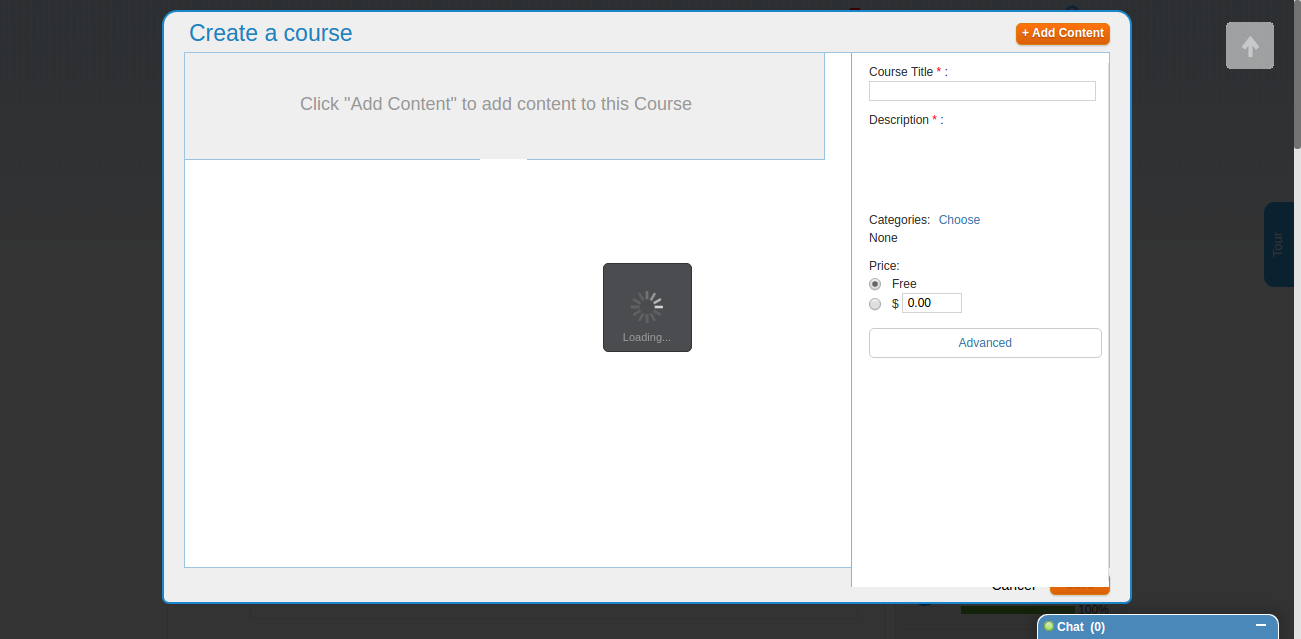 Create a course
+ Add Content
Click "Add Content" to add content to this Course
Course Title * :
Description * :
Categories: Choose
None
Price:
Free
$ 0.00
Advanced
Loading...
Tour
Cancel
100%
Chat (0)